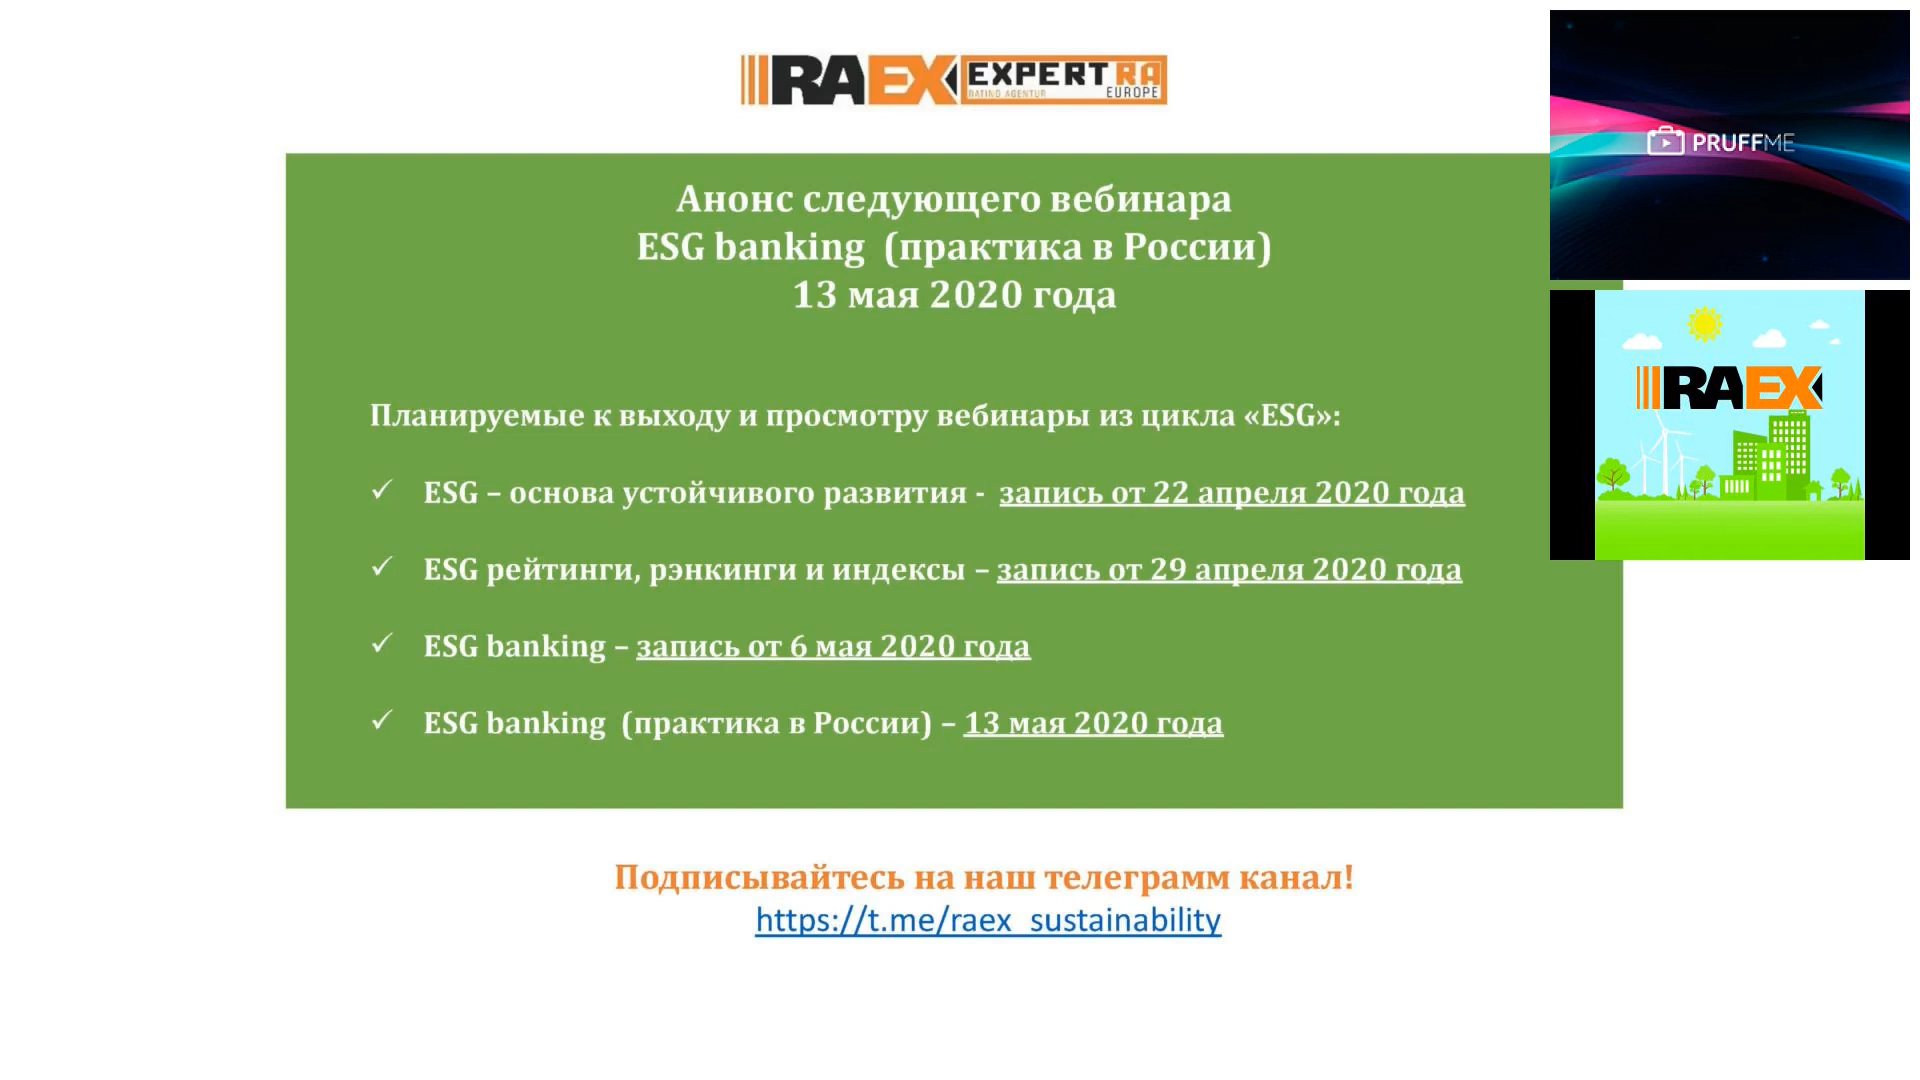 RAEX EXPERT RA
RATING AGENTUR EUROPE
Анонс следующего вебинара
ESG banking (практика в России)
13 мая 2020 года
Планируемые к выходу и просмотру вебинары из цикла «ESG»:
✓ ESG – основа устойчивого развития - запись от 22 апреля 2020 года
✓ ESG рейтинги, рэнкинги и индексы – запись от 29 апреля 2020 года
✓ ESG banking – запись от 6 мая 2020 года
✓ ESG banking (практика в России) – 13 мая 2020 года
Подписывайтесь на наш телеграмм канал!
https://t.me/raex_sustainability
PRUFFME
RAEX